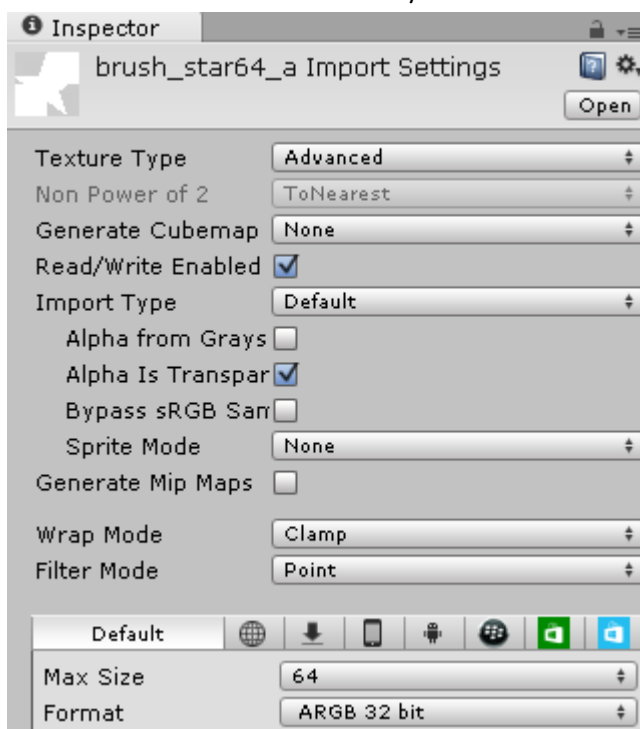 Inspector
brush_star64_a Import Settings
Open
Texture Type Advanced
Non Power of 2 ToNearest
Generate Cubemap None
Read/Write Enabled
Import Type Default
Alpha from Grays
Alpha Is Transpar
Bypass sRGB San
Sprite Mode None
Generate Mip Maps
Wrap Mode Clamp
Filter Mode Point
Default
Max Size 64
Format ARGB 32 bit